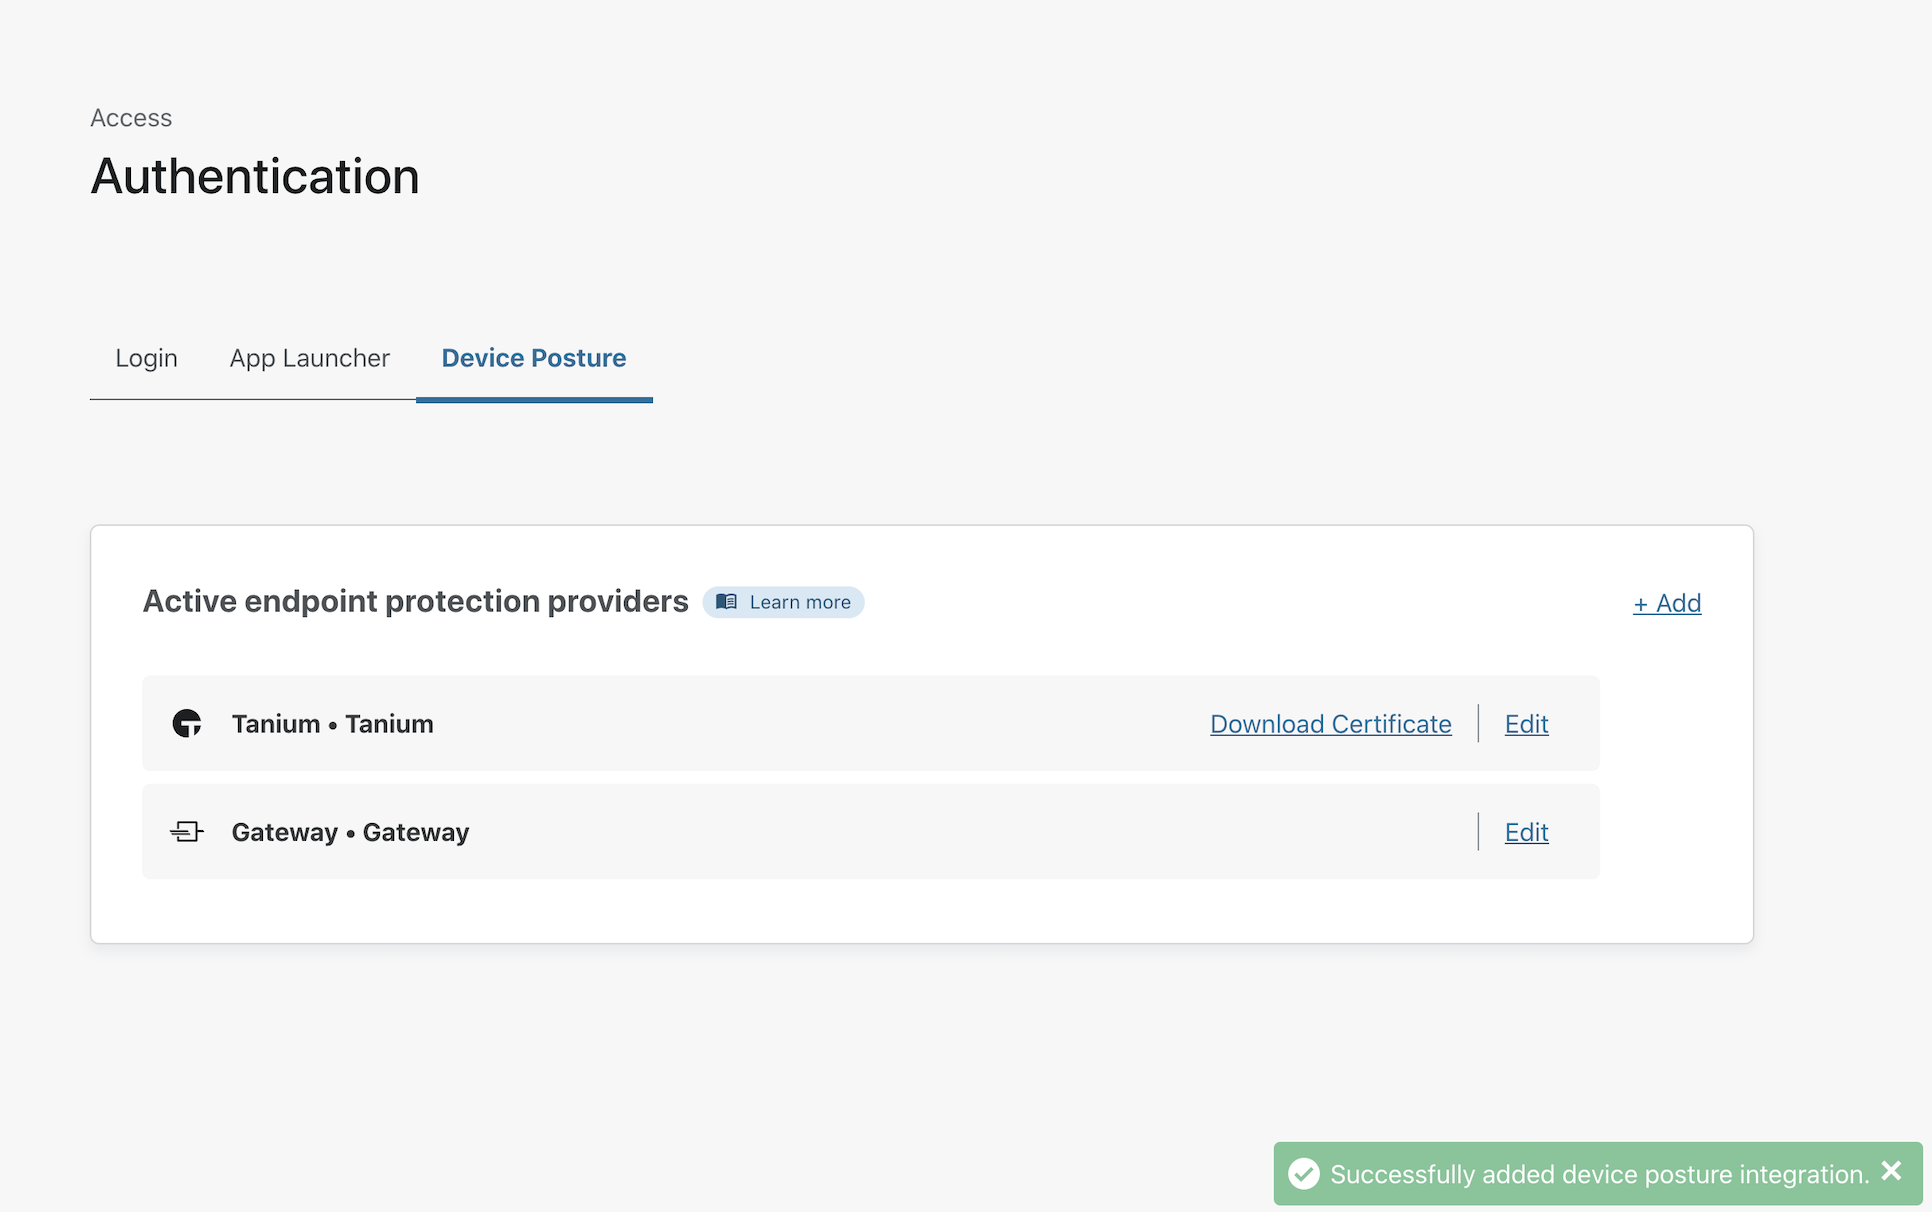 Access
Authentication
Login App Launcher Device Posture
Active endpoint protection providers Learn more + Add
Tanium • Tanium Download Certificate Edit
Gateway • Gateway Edit
Successfully added device posture integration.